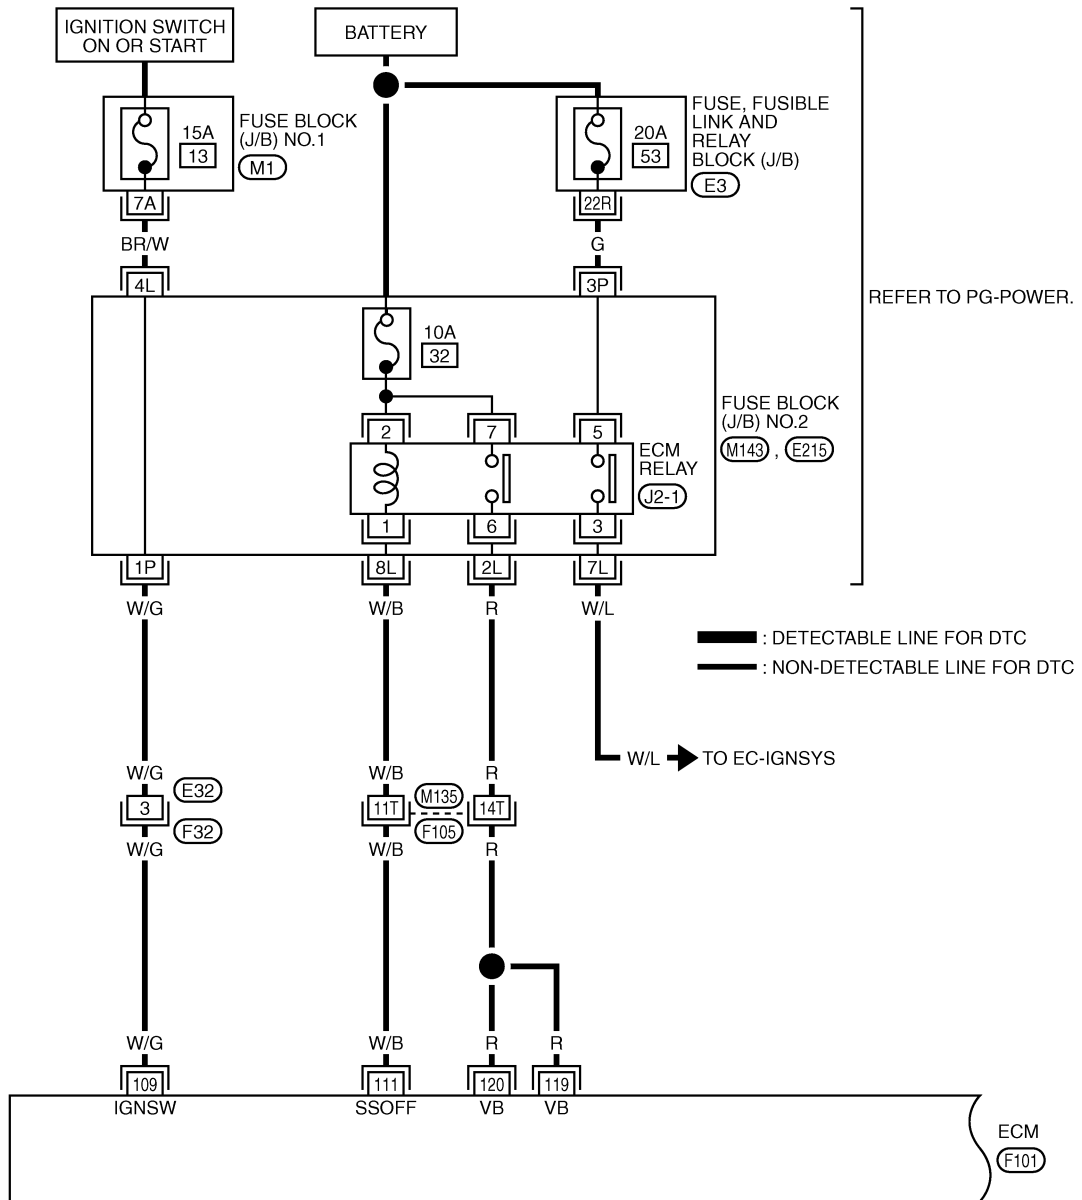 IGNITION SWITCH
ON OR START
BATTERY
15A
13
FUSE BLOCK
(J/B) NO.1
M1
20A
53
FUSE, FUSIBLE
LINK AND
RELAY
BLOCK (J/B)
E3
7A
22R
BR/W
G
4L
3P
REFER TO PG-POWER.
10A
32
FUSE BLOCK
(J/B) NO.2
M143 , E215
2
7
5
ECM
RELAY
J2-1
1
6
3
1P
8L
2L
7L
W/G
W/B
R
W/L
: DETECTABLE LINE FOR DTC
: NON-DETECTABLE LINE FOR DTC
W/L
TO EC-IGNSYS
W/G
W/B
R
3
E32
F32
11T
M135
F105
14T
W/G
W/B
R
W/G
W/B
R
R
109
111
120
119
IGNSW
SSOFF
VB
VB
ECM
F101